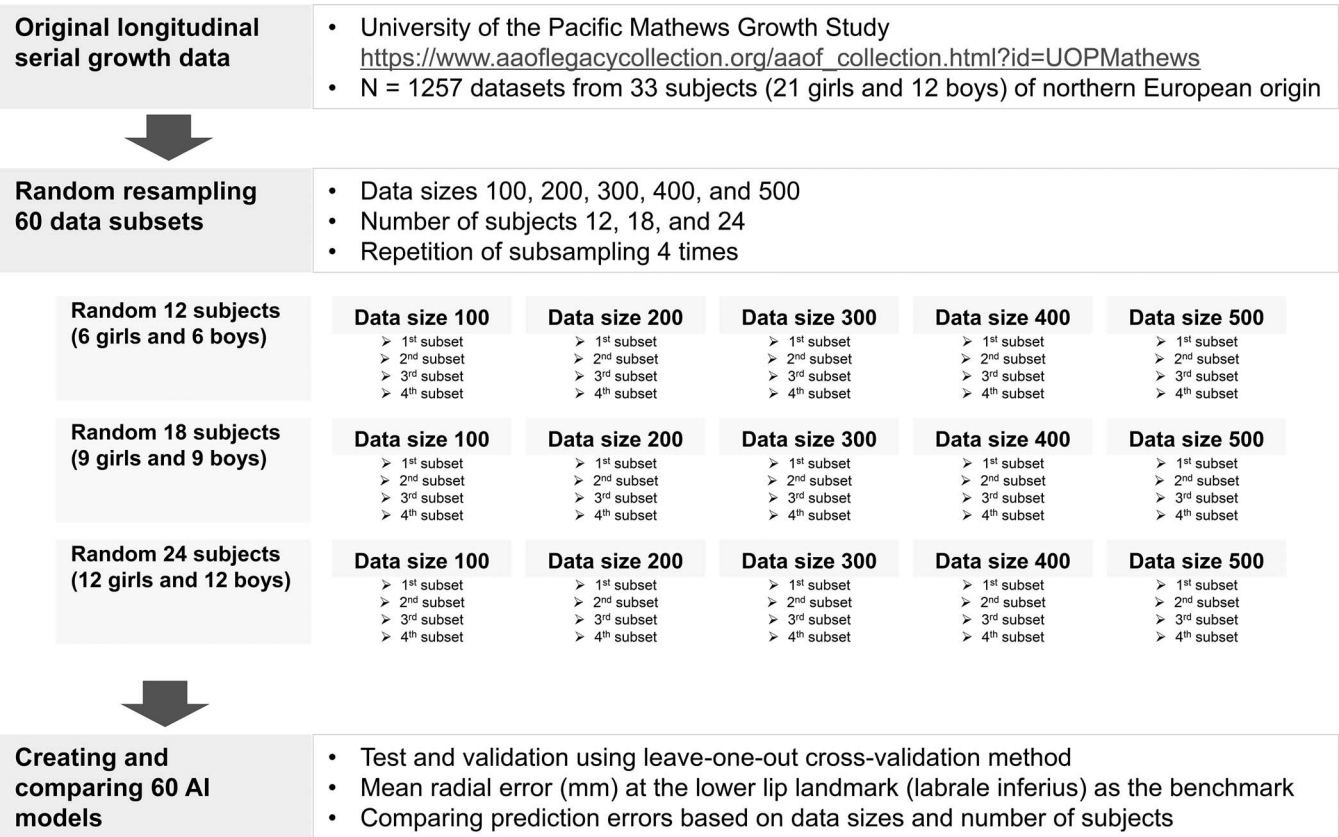 Original longitudinal
serial growth data
• University of the Pacific Mathews Growth Study
https://www.aaoflegacycollection.org/aaof_collection.html?id=UOPMathews
• N = 1257 datasets from 33 subjects (21 girls and 12 boys) of northern European origin
Random resampling
60 data subsets
• Data sizes 100, 200, 300, 400, and 500
• Number of subjects 12, 18, and 24
• Repetition of subsampling 4 times
Random 12 subjects
(6 girls and 6 boys)
Data size 100 Data size 200 Data size 300 Data size 400 Data size 500
➢ 1st subset ➢ 1st subset ➢ 1st subset ➢ 1st subset ➢ 1st subset
➢ 2nd subset ➢ 2nd subset ➢ 2nd subset ➢ 2nd subset ➢ 2nd subset
➢ 3rd subset ➢ 3rd subset ➢ 3rd subset ➢ 3rd subset ➢ 3rd subset
➢ 4th subset ➢ 4th subset ➢ 4th subset ➢ 4th subset ➢ 4th subset
Random 18 subjects
(9 girls and 9 boys)
Data size 100 Data size 200 Data size 300 Data size 400 Data size 500
➢ 1st subset ➢ 1st subset ➢ 1st subset ➢ 1st subset ➢ 1st subset
➢ 2nd subset ➢ 2nd subset ➢ 2nd subset ➢ 2nd subset ➢ 2nd subset
➢ 3rd subset ➢ 3rd subset ➢ 3rd subset ➢ 3rd subset ➢ 3rd subset
➢ 4th subset ➢ 4th subset ➢ 4th subset ➢ 4th subset ➢ 4th subset
Random 24 subjects
(12 girls and 12 boys)
Data size 100 Data size 200 Data size 300 Data size 400 Data size 500
➢ 1st subset ➢ 1st subset ➢ 1st subset ➢ 1st subset ➢ 1st subset
➢ 2nd subset ➢ 2nd subset ➢ 2nd subset ➢ 2nd subset ➢ 2nd subset
➢ 3rd subset ➢ 3rd subset ➢ 3rd subset ➢ 3rd subset ➢ 3rd subset
➢ 4th subset ➢ 4th subset ➢ 4th subset ➢ 4th subset ➢ 4th subset
Creating and
comparing 60 AI
models
• Test and validation using leave-one-out cross-validation method
• Mean radial error (mm) at the lower lip landmark (labrale inferius) as the benchmark
• Comparing prediction errors based on data sizes and number of subjects